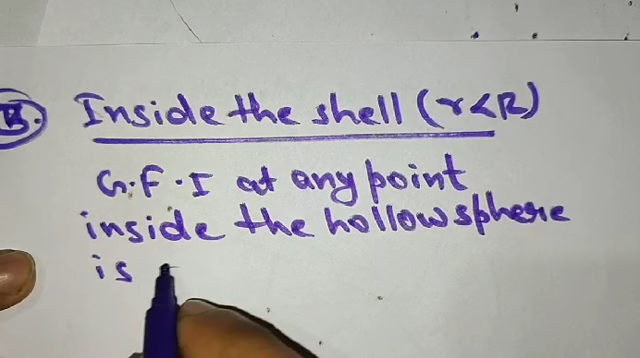 B. Inside the shell (r<R)
G.F.I at any point
inside the hollow sphere
is